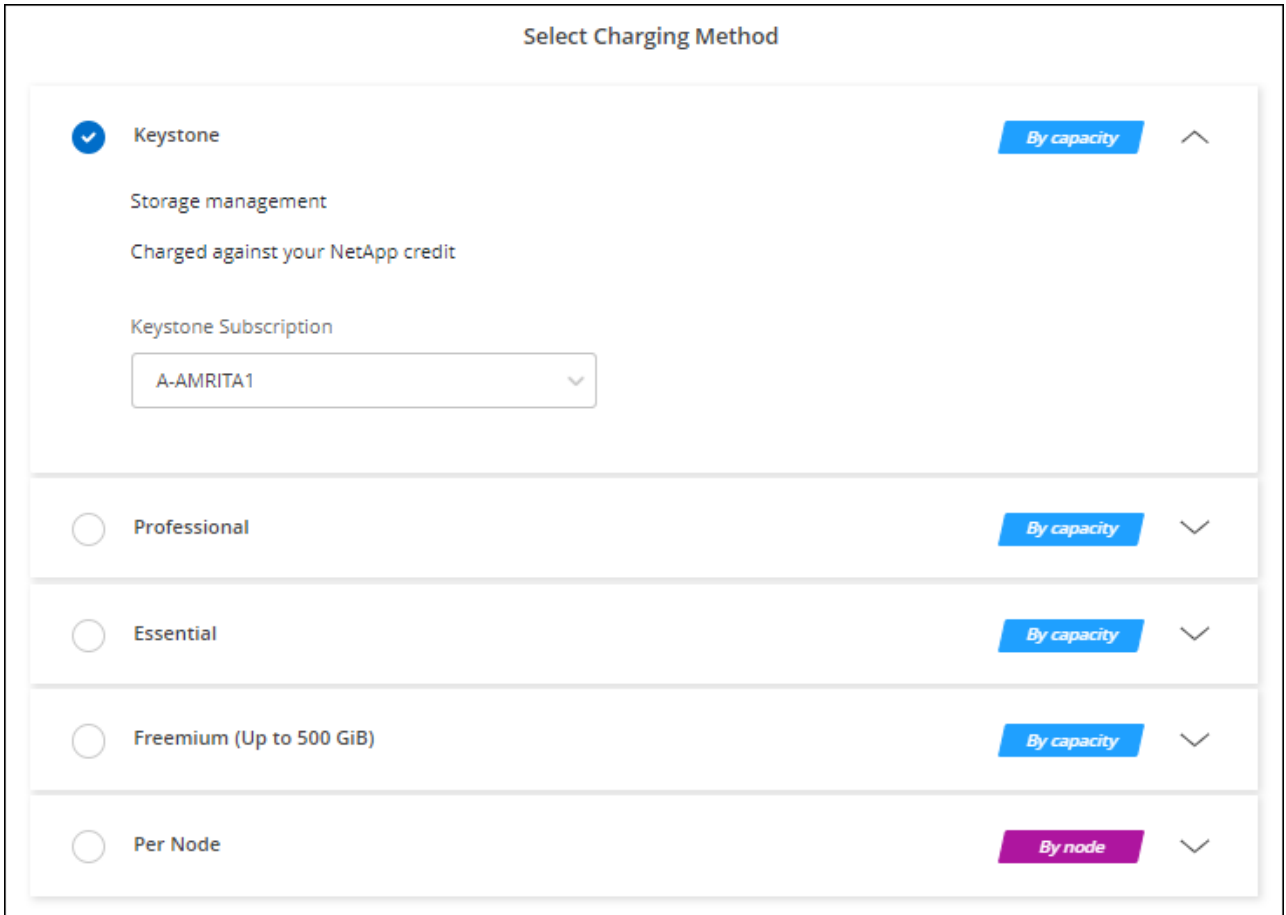 Select Charging Method
Keystone
By capacity
Storage management
Charged against your NetApp credit
Keystone Subscription
A-AMRITA1
Professional
By capacity
Essential
By capacity
Freemium (Up to 500 GiB)
By capacity
Per Node
By node